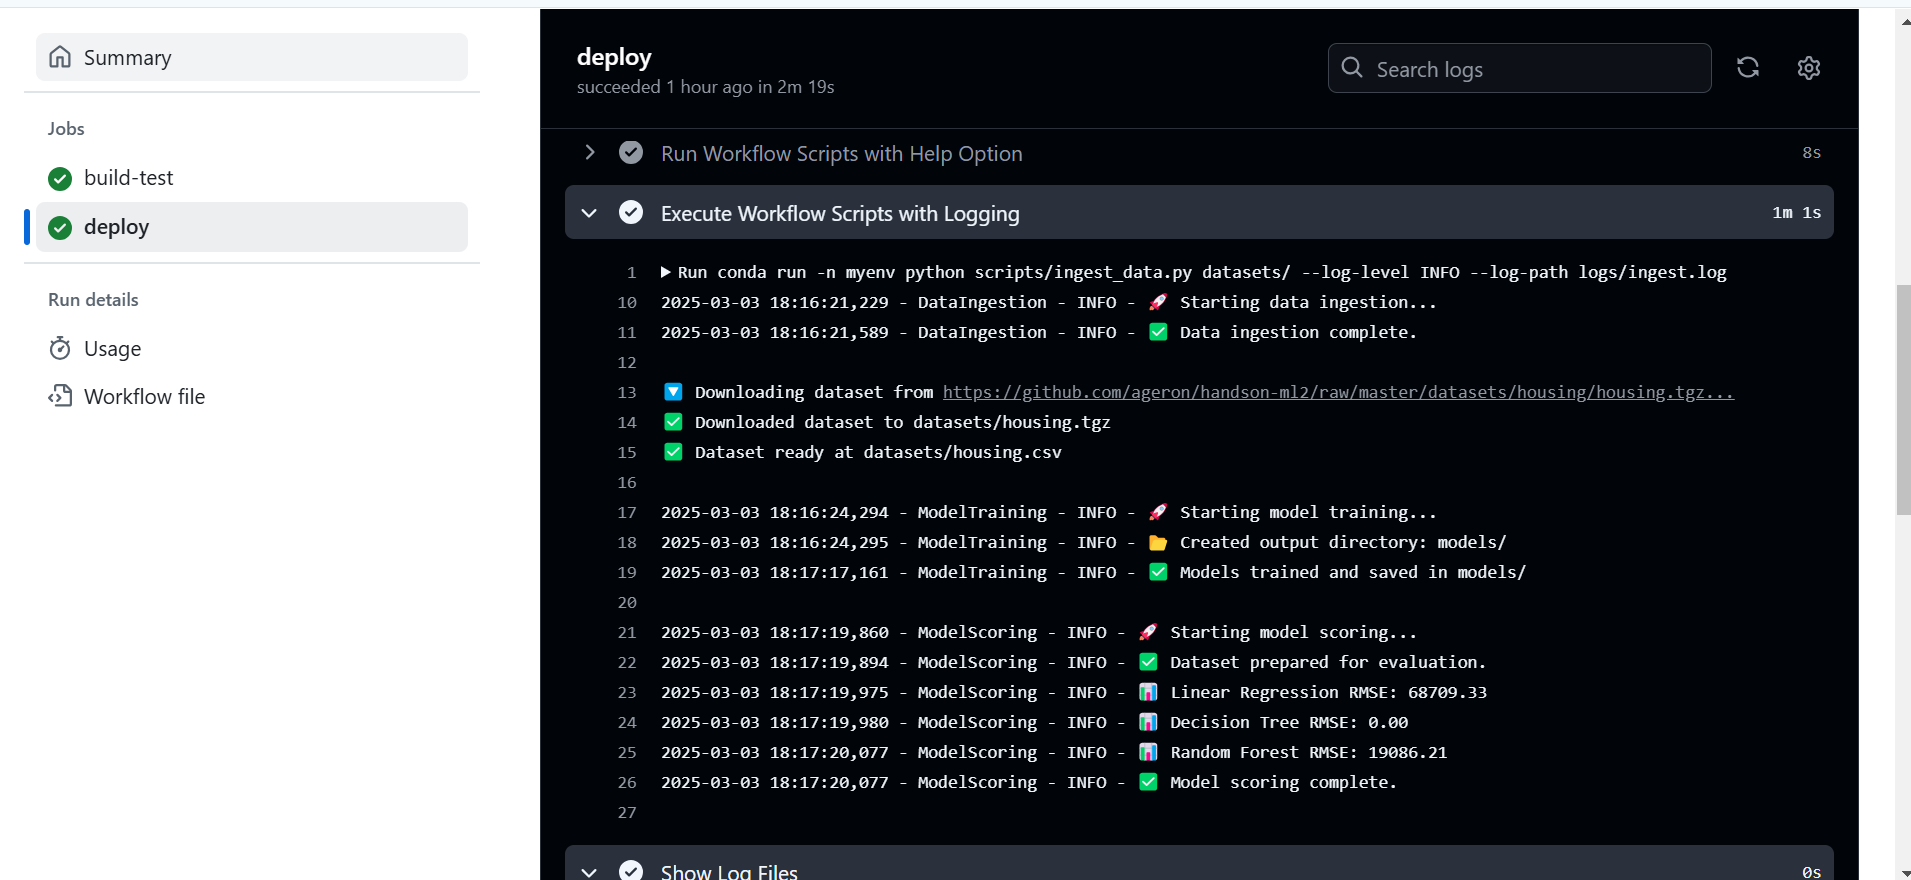 Summary
Jobs
build-test
deploy
Run details
Usage
Workflow file
deploy
succeeded 1 hour ago in 2m 19s
Search logs
Run Workflow Scripts with Help Option 8s
Execute Workflow Scripts with Logging 1m 1s
1 Run conda run -n myenv python scripts/ingest_data.py datasets/ --log-level INFO --log-path logs/ingest.log
10 2025-03-03 18:16:21,229 - DataIngestion - INFO - 🚀 Starting data ingestion...
11 2025-03-03 18:16:21,589 - DataIngestion - INFO - ✅ Data ingestion complete.
12
13 🔽 Downloading dataset from https://github.com/ageron/handson-ml2/raw/master/datasets/housing/housing.tgz...
14 ✅ Downloaded dataset to datasets/housing.tgz
15 ✅ Dataset ready at datasets/housing.csv
16
17 2025-03-03 18:16:24,294 - ModelTraining - INFO - 🚀 Starting model training...
18 2025-03-03 18:16:24,295 - ModelTraining - INFO - 📂 Created output directory: models/
19 2025-03-03 18:17:17,161 - ModelTraining - INFO - ✅ Models trained and saved in models/
20
21 2025-03-03 18:17:19,860 - ModelScoring - INFO - 🚀 Starting model scoring...
22 2025-03-03 18:17:19,894 - ModelScoring - INFO - ✅ Dataset prepared for evaluation.
23 2025-03-03 18:17:19,975 - ModelScoring - INFO - 📊 Linear Regression RMSE: 68709.33
24 2025-03-03 18:17:19,980 - ModelScoring - INFO - 📊 Decision Tree RMSE: 0.00
25 2025-03-03 18:17:20,077 - ModelScoring - INFO - 📊 Random Forest RMSE: 19086.21
26 2025-03-03 18:17:20,077 - ModelScoring - INFO - ✅ Model scoring complete.
27
Show Log Files 0s